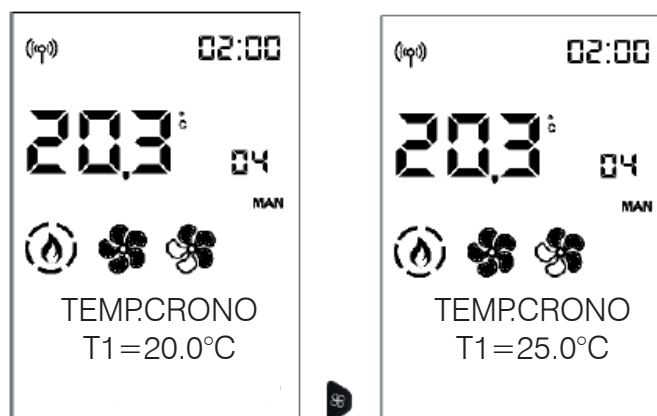 02:00
20.3°C
04
MAN
TEMP.CRONO
T1=20.0°C
02:00
20.3°C
04
MAN
TEMP.CRONO
T1=25.0°C